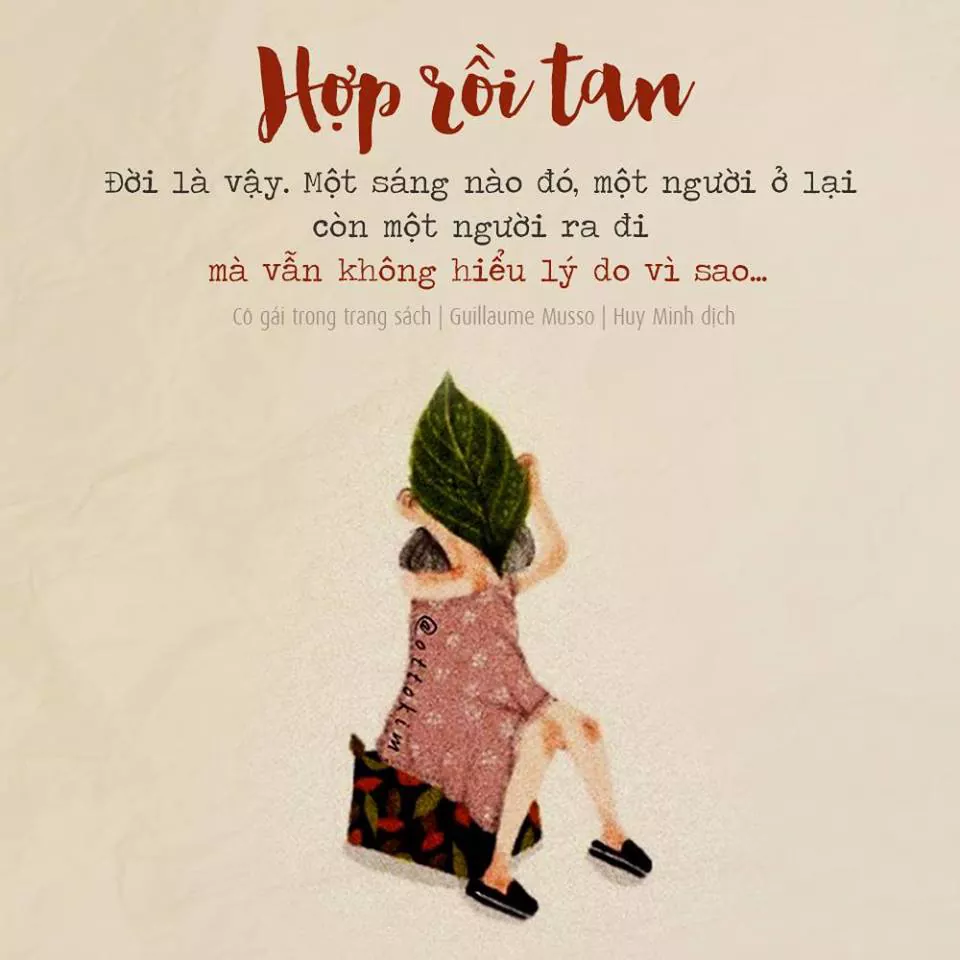 Hợp rồi tan
Đời là vậy. Một sáng nào đó, một người ở lại
còn một người ra đi
mà vẫn không hiểu lý do vì sao...
Cô gái trong trang sách | Guillaume Musso | Huy Minh dịch
@ottokim